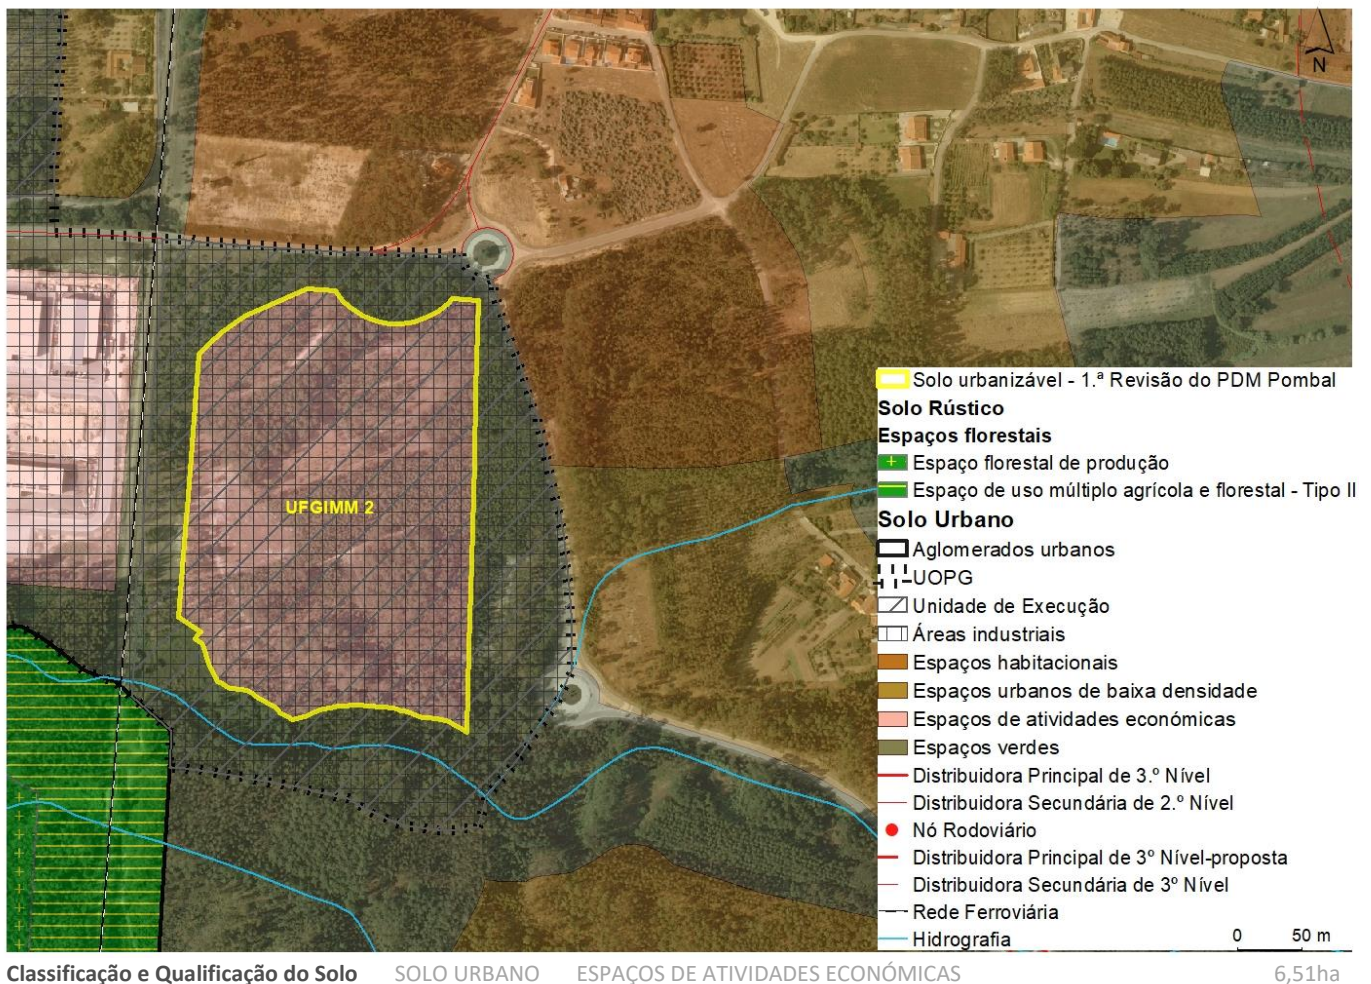 N
UFGIMM 2
Solo urbanizável - 1.ª Revisão do PDM Pombal
Solo Rústico
Espaços florestais
Espaço florestal de produção
Espaço de uso múltiplo agrícola e florestal - Tipo II
Solo Urbano
Aglomerados urbanos
UOPG
Unidade de Execução
Áreas industriais
Espaços habitacionais
Espaços urbanos de baixa densidade
Espaços de atividades económicas
Espaços verdes
Distribuidora Principal de 3.º Nível
Distribuidora Secundária de 2.º Nível
Nó Rodoviário
Distribuidora Principal de 3º Nível-proposta
Distribuidora Secundária de 3º Nível
Rede Ferroviária
Hidrografia
0 50 m
Classificação e Qualificação do Solo SOLO URBANO ESPAÇOS DE ATIVIDADES ECONÓMICAS 6,51ha